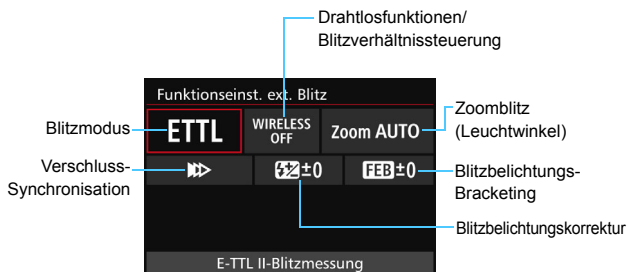 Drahtlosfunktionen/
Blitzverhältnissteuerung
Funktionseinst. ext. Blitz
Blitzmodus
ETTL
WIRELESS
OFF
Zoom AUTO
Zoomblitz
(Leuchtwinkel)
Verschluss-
Synchronisation
±0
FEB ±0
Blitzbelichtungs-
Bracketing
Blitzbelichtungskorrektur
E-TTL II-Blitzmessung